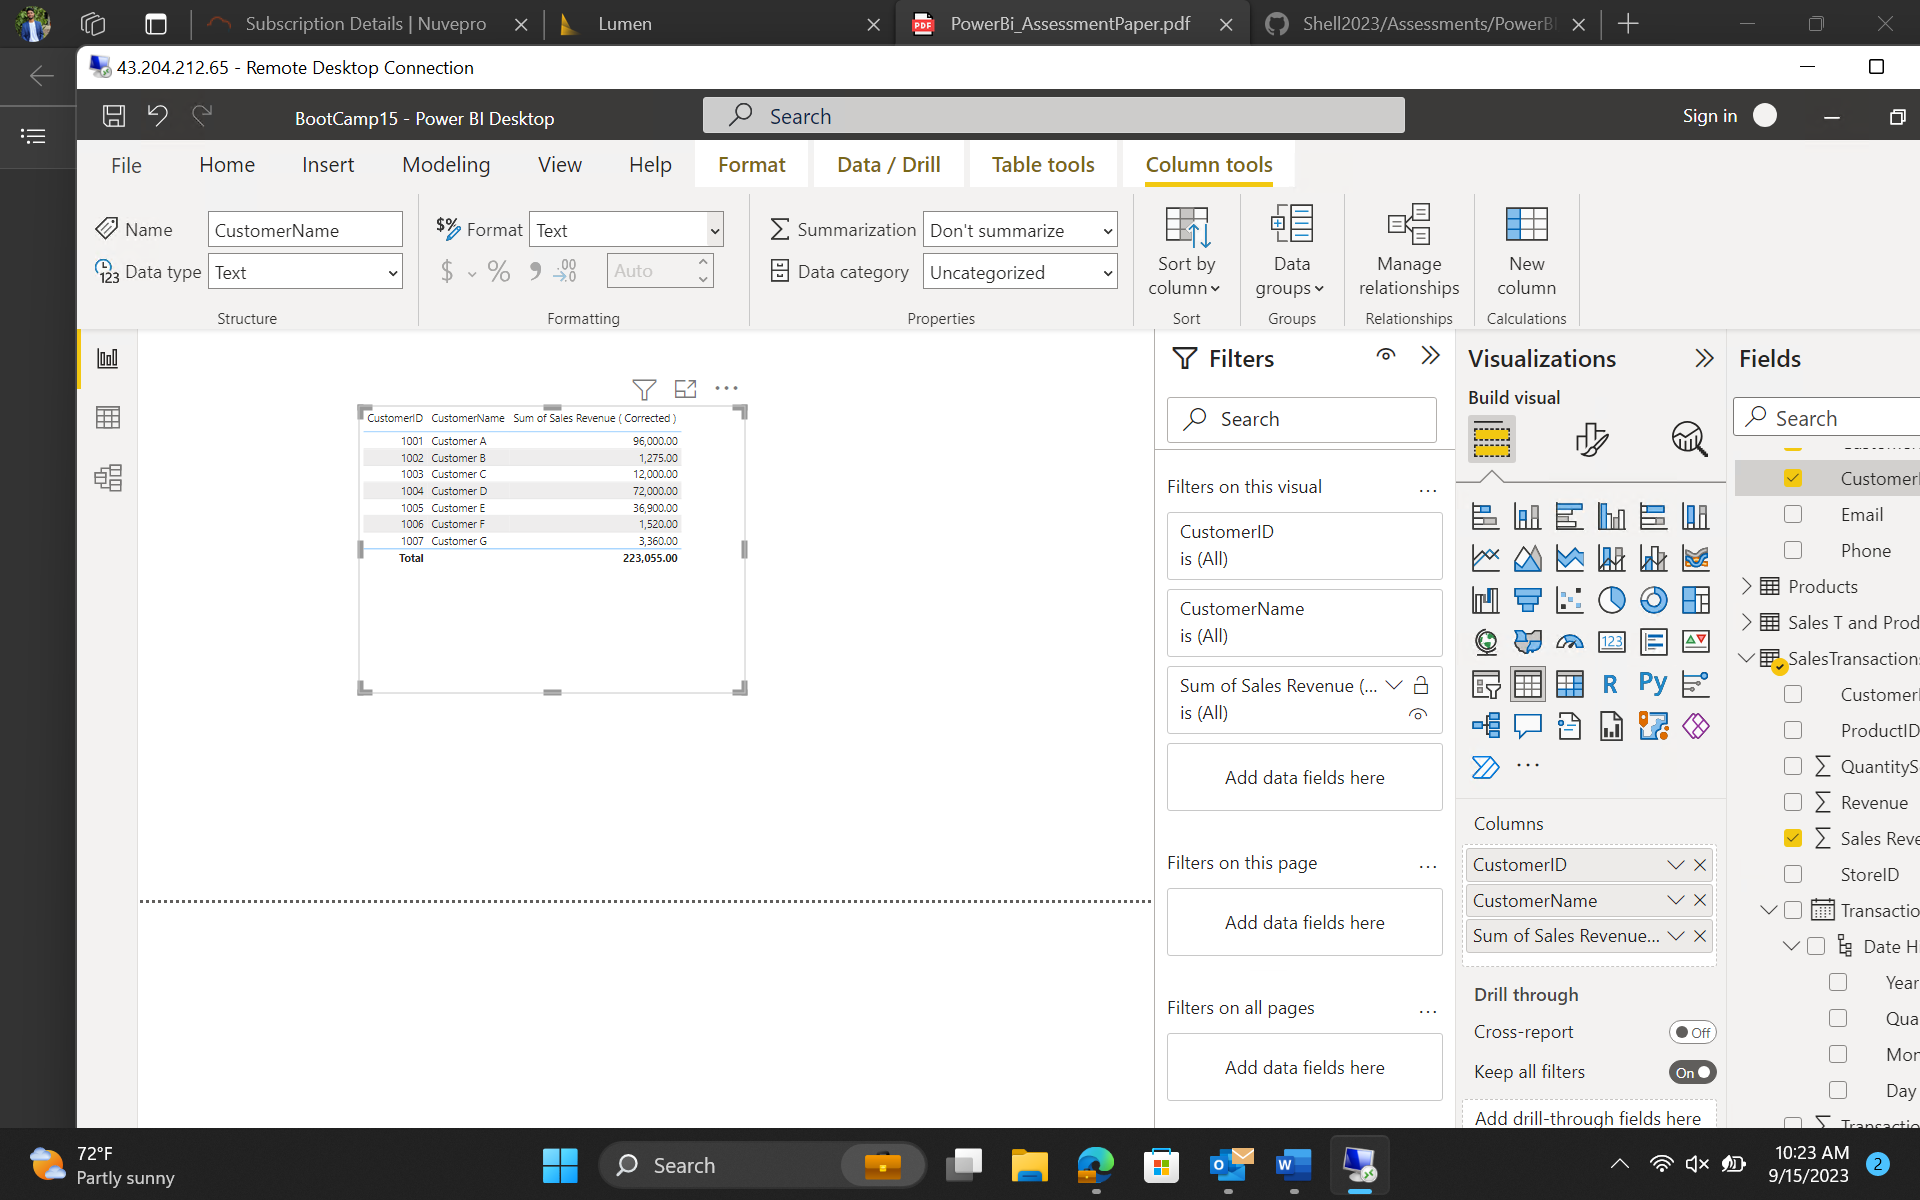 Subscription Details | Nuvepro
Lumen
PowerBi_AssessmentPaper.pdf
Shell2023/Assessments/PowerBI
43.204.212.65 - Remote Desktop Connection
BootCamp15 - Power BI Desktop
Search
Sign in
File Home Insert Modeling View Help Format Data / Drill Table tools Column tools
Name CustomerName
Data type Text
Structure
$% Format Text
$ % 9 .00 →0 Auto
Formatting
Summarization Don't summarize
Data category Uncategorized
Properties
Sort by
column
Sort
Data
groups
Groups
Manage
relationships
Relationships
New
column
Calculations
CustomerID CustomerName Sum of Sales Revenue ( Corrected )
1001 Customer A 96,000.00
1002 Customer B 1,275.00
1003 Customer C 12,000.00
1004 Customer D 72,000.00
1005 Customer E 36,900.00
1006 Customer F 1,520.00
1007 Customer G 3,360.00
Total 223,055.00
Filters
Search
Filters on this visual ...
CustomerID
is (All)
CustomerName
is (All)
Sum of Sales Revenue (...
is (All)
Add data fields here
Filters on this page ...
Add data fields here
Filters on all pages ...
Add data fields here
Visualizations
Build visual
123
R
Py
...
Columns
CustomerID
CustomerName
Sum of Sales Revenue...
Drill through
Cross-report Off
Keep all filters On
Add drill-through fields here
Fields
Search
Email
Phone
Products
Sales T and Prod
SalesTransaction
ProductID
QuantityS
Revenue
Sales Reve
StoreID
Transactio
Date H
Year
Qua
Mon
Day
72°F
Partly sunny
Search
10:23 AM
9/15/2023
2